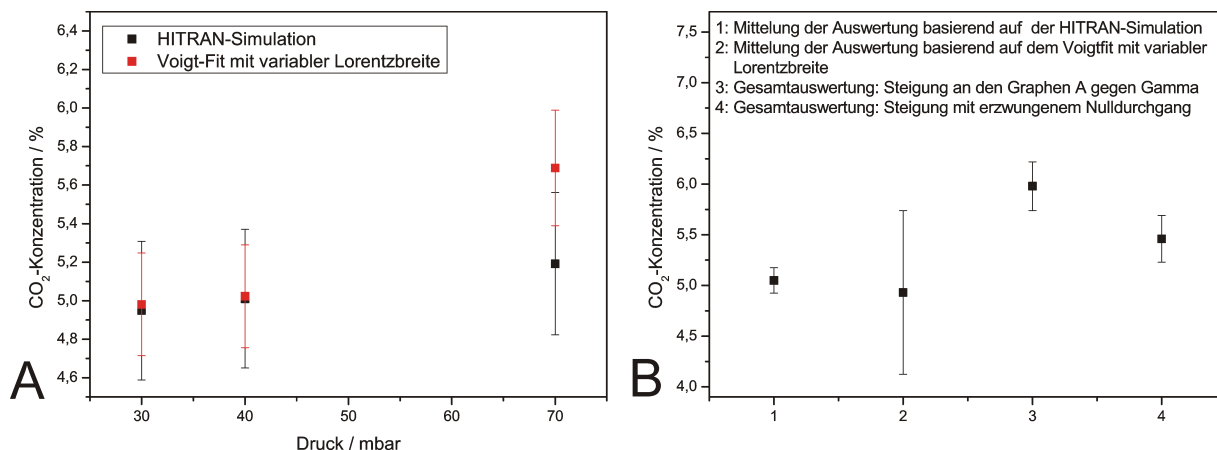 6,4
6,2
6,0
5,8
5,6
5,4
5,2
5,0
4,8
4,6
CO2-Konzentration / %
HITRAN-Simulation
Voigt-Fit mit variabler Lorentzbreite
A
30
40
50
60
70
Druck / mbar
7,5
7,0
6,5
6,0
5,5
5,0
4,5
4,0
CO2-Konzentration / %
1: Mittelung der Auswertung basierend auf der HITRAN-Simulation
2: Mittelung der Auswertung basierend auf dem Voigtfit mit variabler
Lorentzbreite
3: Gesamtauswertung: Steigung an den Graphen A gegen Gamma
4: Gesamtauswertung: Steigung mit erzwungenem Nulldurchgang
B
1
2
3
4